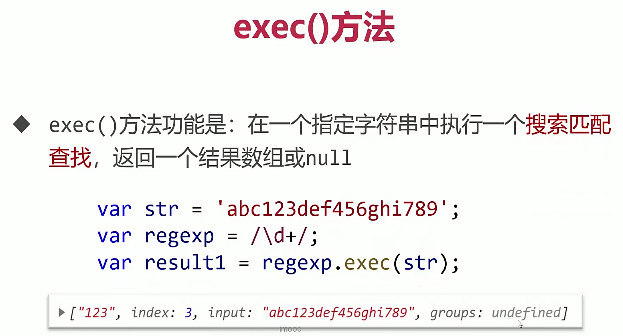 exec()方法
◆ exec()方法功能是：在一个指定字符串中执行一个搜索匹配
查找，返回一个结果数组或null
var str = 'abc123def456ghi789';
var regexp = /\d+/;
var result1 = regexp.exec(str);
▶ ["123", index: 3, input: "abc123def456ghi789", groups: undefined]